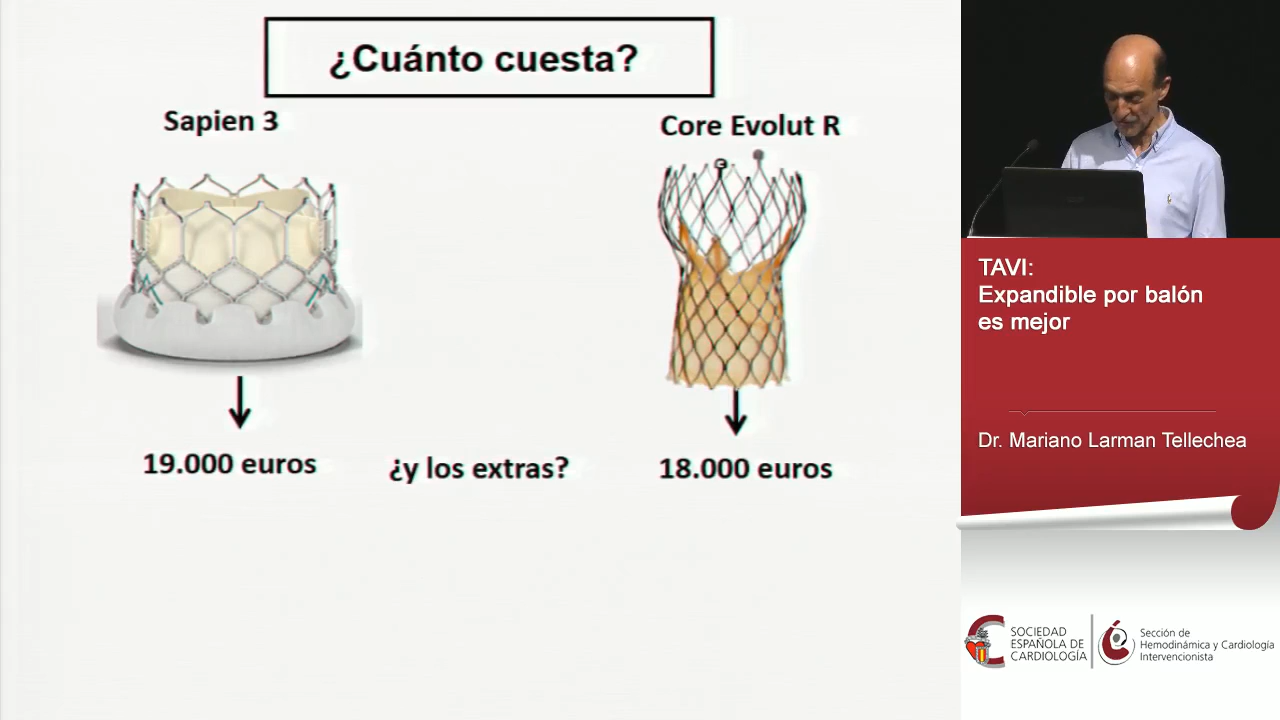 ¿Cuánto cuesta?
Sapien 3
Core Evolut R
19.000 euros
¿y los extras?
18.000 euros
TAVI:
Expandible por balón
es mejor
Dr. Mariano Larman Tellechea
SOCIEDAD
ESPAÑOLA DE
CARDIOLOGÍA
Sección de
Hemodinámica y Cardiología
Intervencionista